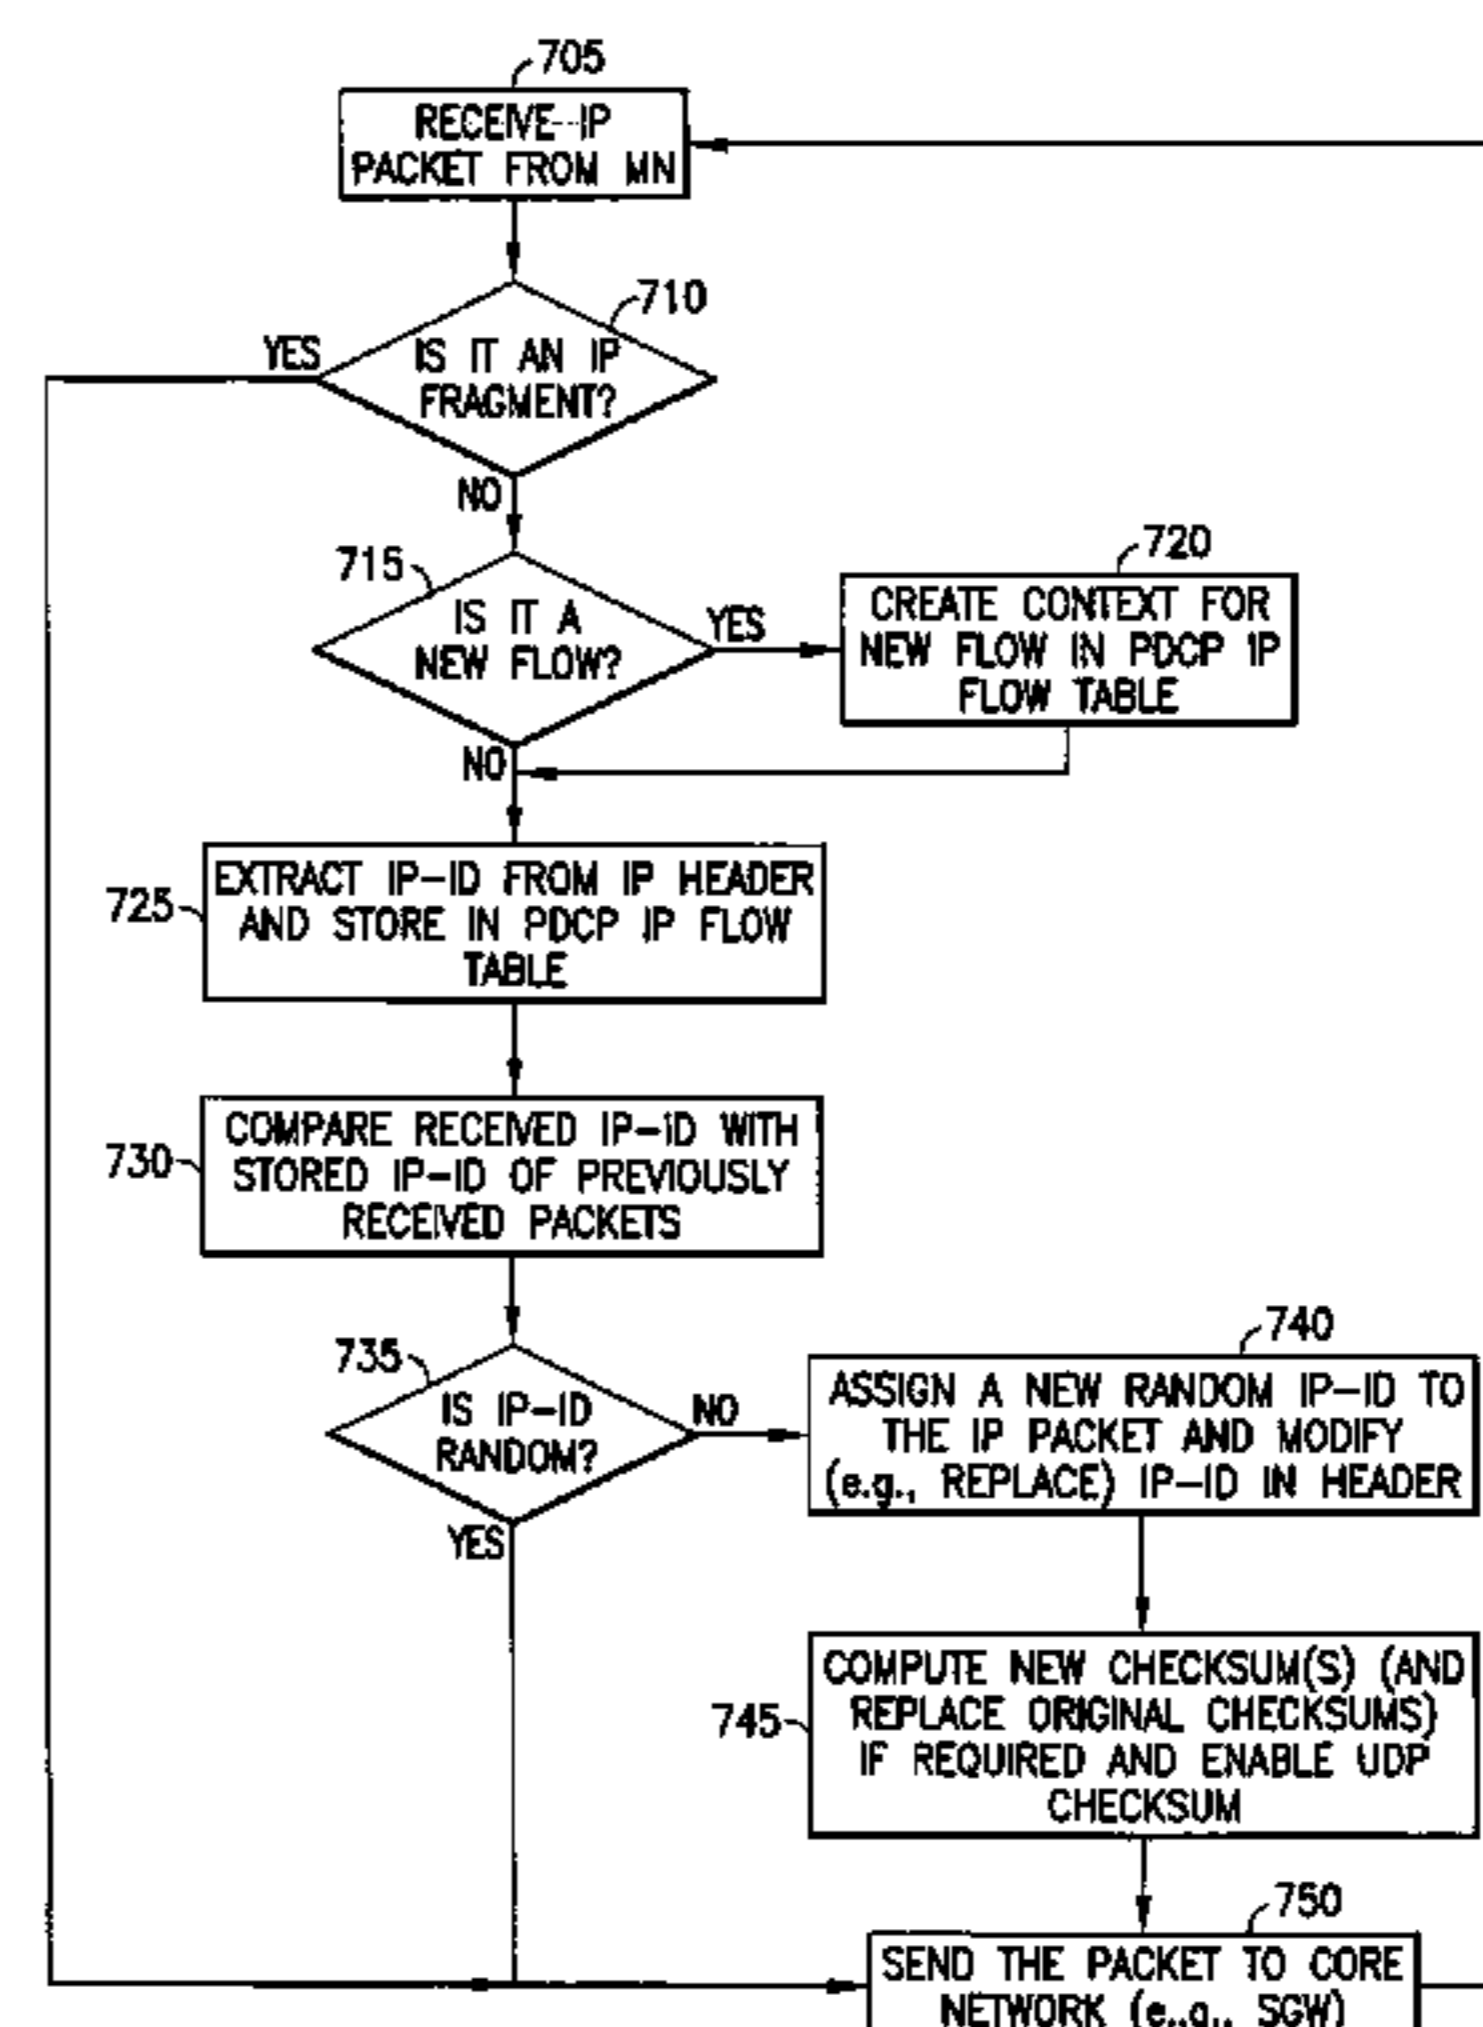 705
RECEIVE IP
PACKET FROM MN
710
YES
IS IT AN IP
FRAGMENT?
NO
715
IS IT A
NEW FLOW?
YES
720
CREATE CONTEXT FOR
NEW FLOW IN PDCP IP
FLOW TABLE
NO
725
EXTRACT IP-ID FROM IP HEADER
AND STORE IN PDCP IP FLOW
TABLE
730
COMPARE RECEIVED IP-ID WITH
STORED IP-ID OF PREVIOUSLY
RECEIVED PACKETS
735
IS IP-ID
RANDOM?
NO
YES
740
ASSIGN A NEW RANDOM IP-ID TO
THE IP PACKET AND MODIFY
(e.g., REPLACE) IP-ID IN HEADER
745
COMPUTE NEW CHECKSUM(S) (AND
REPLACE ORIGINAL CHECKSUMS)
IF REQUIRED AND ENABLE UDP
CHECKSUM
750
SEND THE PACKET TO CORE
NETWORK (e.g., SGW)